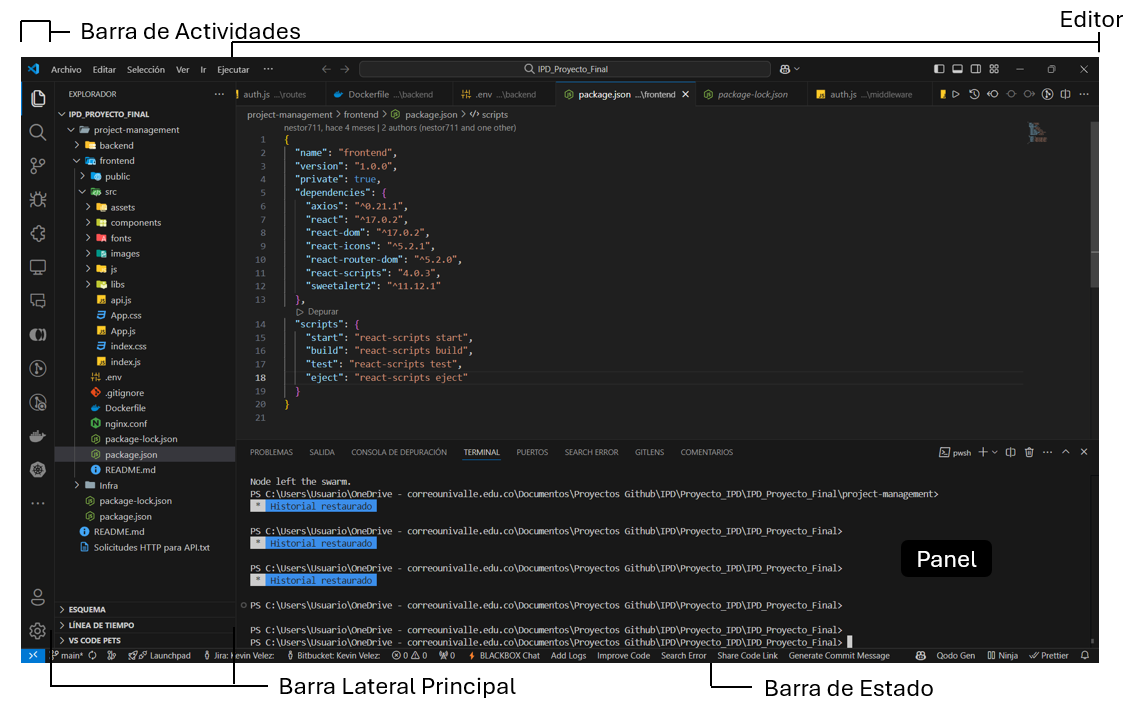 Editor
Barra de Actividades
Archivo Editar Selección Ver Ir Ejecutar ··· IPD_Proyecto_Final
EXPLORADOR ···
IPD_PROYECTO_FINAL
project-management
backend
frontend
public
src
assets
components
fonts
images
js
libs
api.js
App.css
App.js
index.css
index.js
.env
.gitignore
Dockerfile
nginx.conf
package-lock.json
package.json
README.md
Infra
package-lock.json
package.json
README.md
Solicitudes HTTP para API.txt
ESQUEMA
LÍNEA DE TIEMPO
VS CODE PETS
auth.js ...\routes Dockerfile ...\backend .env ...\backend package.json ...\frontend package-lock.json auth.js ...\middleware
project-management > frontend > package.json > scripts
nestor711, hace 4 meses | 2 authors (nestor711 and one other)
1 {
2 "name": "frontend",
3 "version": "1.0.0",
4 "private": true,
5 "dependencies": {
6 "axios": "^0.21.1",
7 "react": "^17.0.2",
8 "react-dom": "^17.0.2",
9 "react-icons": "^5.2.1",
10 "react-router-dom": "^5.2.0",
11 "react-scripts": "4.0.3",
12 "sweetalert2": "^11.12.1"
13 },
Depurar
14 "scripts": {
15 "start": "react-scripts start",
16 "build": "react-scripts build",
17 "test": "react-scripts test",
18 "eject": "react-scripts eject"
19 }
20 }
21
PROBLEMAS SALIDA CONSOLA DE DEPURACIÓN TERMINAL PUERTOS SEARCH ERROR GITLENS COMENTARIOS pwsh
Node left the swarm.
PS C:\Users\Usuario\OneDrive - correounivalle.edu.co\Documentos\Proyectos Github\IPD\Proyecto_IPD\IPD_Proyecto_Final\project-management>
* Historial restaurado
PS C:\Users\Usuario\OneDrive - correounivalle.edu.co\Documentos\Proyectos Github\IPD\Proyecto_IPD\IPD_Proyecto_Final>
* Historial restaurado
PS C:\Users\Usuario\OneDrive - correounivalle.edu.co\Documentos\Proyectos Github\IPD\Proyecto_IPD\IPD_Proyecto_Final>
* Historial restaurado
PS C:\Users\Usuario\OneDrive - correounivalle.edu.co\Documentos\Proyectos Github\IPD\Proyecto_IPD\IPD_Proyecto_Final>
PS C:\Users\Usuario\OneDrive - correounivalle.edu.co\Documentos\Proyectos Github\IPD\Proyecto_IPD\IPD_Proyecto_Final>
PS C:\Users\Usuario\OneDrive - correounivalle.edu.co\Documentos\Proyectos Github\IPD\Proyecto_IPD\IPD_Proyecto_Final>
Panel
main* Launchpad Jira: Kevin Velez: Bitbucket: Kevin Velez: 0 0 0 BLACKBOX Chat Add Logs Improve Code Search Error Share Code Link Generate Commit Message Qodo Gen Ninja Prettier
Barra Lateral Principal
Barra de Estado